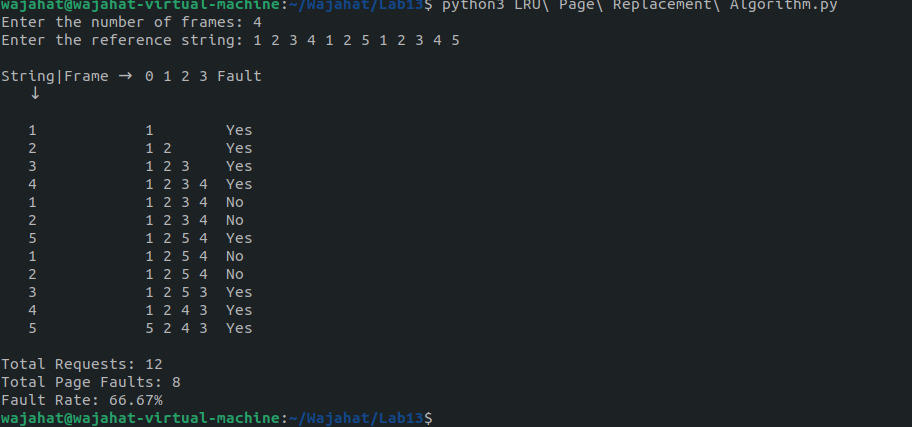 wajahat@wajahat-virtual-machine:~/Wajahat/Lab13$ python3 LRU\ Page\ Replacement\ Algorithm.py
Enter the number of frames: 4
Enter the reference string: 1 2 3 4 1 2 5 1 2 3 4 5
String|Frame → 0 1 2 3 Fault
↓
1 1 Yes
2 1 2 Yes
3 1 2 3 Yes
4 1 2 3 4 Yes
1 1 2 3 4 No
2 1 2 3 4 No
5 1 2 5 4 Yes
1 1 2 5 4 No
2 1 2 5 4 No
3 1 2 5 3 Yes
4 1 2 4 3 Yes
5 5 2 4 3 Yes
Total Requests: 12
Total Page Faults: 8
Fault Rate: 66.67%
wajahat@wajahat-virtual-machine:~/Wajahat/Lab13$